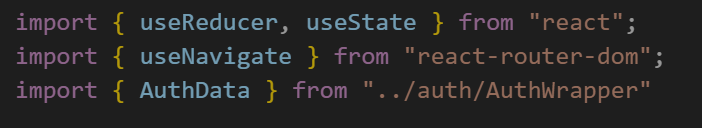 import { useReducer, useState } from "react";
import { useNavigate } from "react-router-dom";
import { AuthData } from "../auth/AuthWrapper"